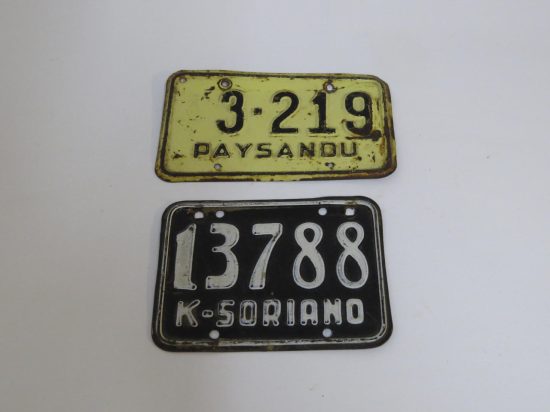 3-219
PAYSANDU
13788
K-SORIANO